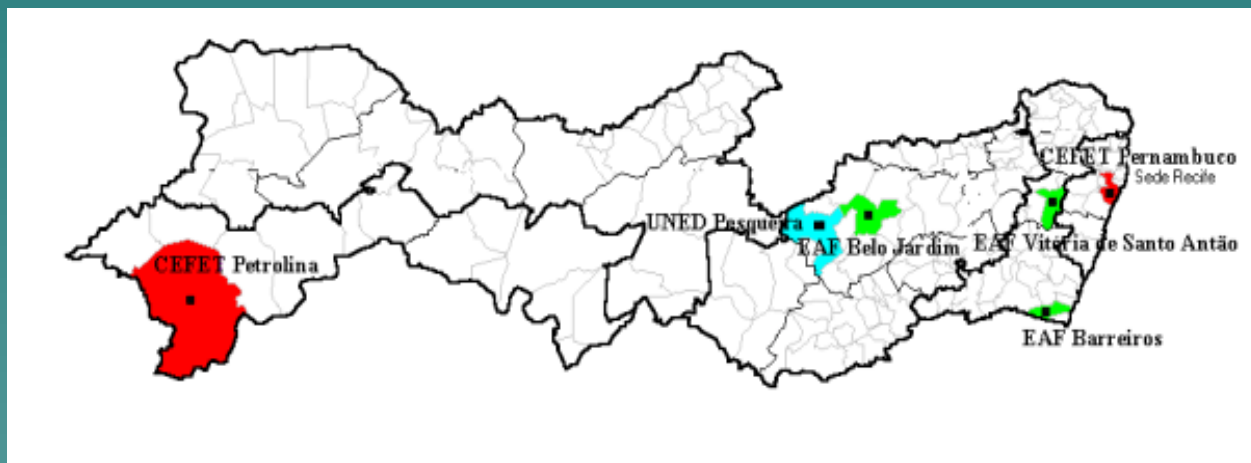 CEFET Pernambuco
Sede Recife
UNED Pesqueira
EAF Belo Jardim
EAF Vitória de Santo Antão
CEFET Petrolina
EAF Barreiros